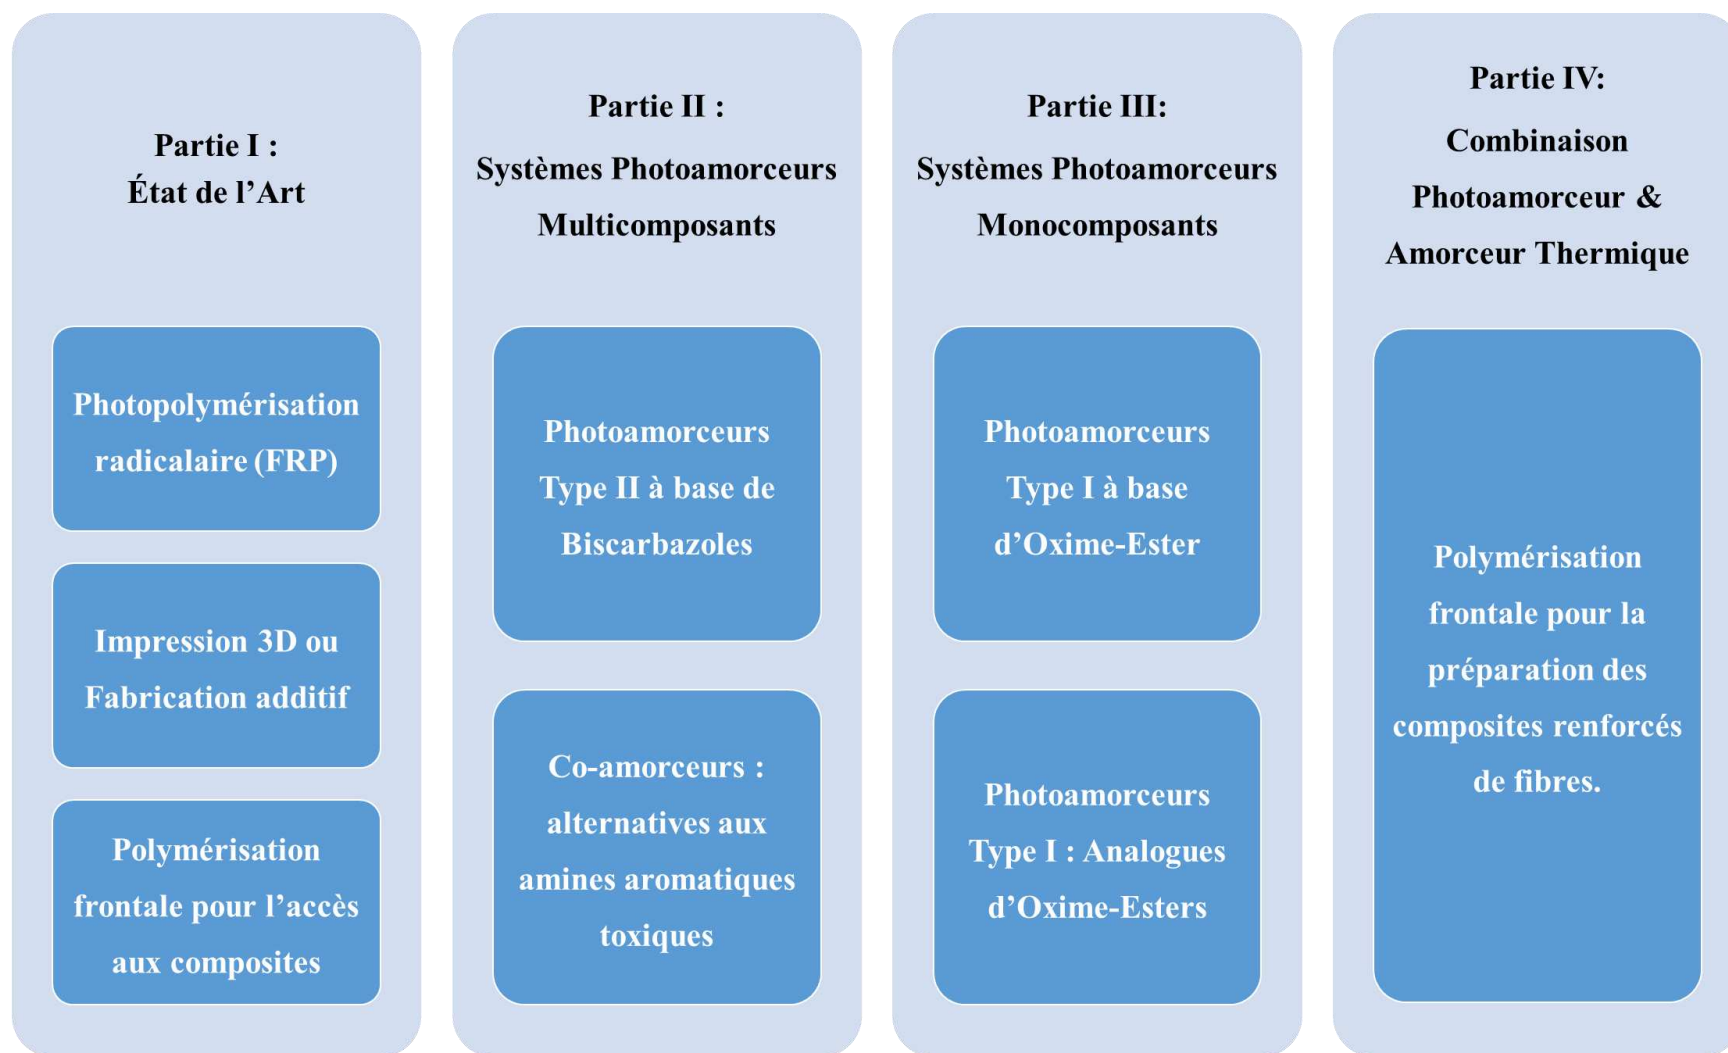 Partie I :
État de l’Art
Photopolymérisation
radicalaire (FRP)
Impression 3D ou
Fabrication additif
Polymérisation
frontale pour l’accès
aux composites
Partie II :
Systèmes Photoamorceurs
Multicomposants
Photoamorceurs
Type II à base de
Biscarbazoles
Co-amorceurs :
alternatives aux
amines aromatiques
toxiques
Partie III:
Systèmes Photoamorceurs
Monocomposants
Photoamorceurs
Type I à base
d’Oxime-Ester
Photoamorceurs
Type I : Analogues
d’Oxime-Esters
Partie IV:
Combinaison
Photoamorceur &
Amorceur Thermique
Polymérisation
frontale pour la
préparation des
composites renforcés
de fibres.